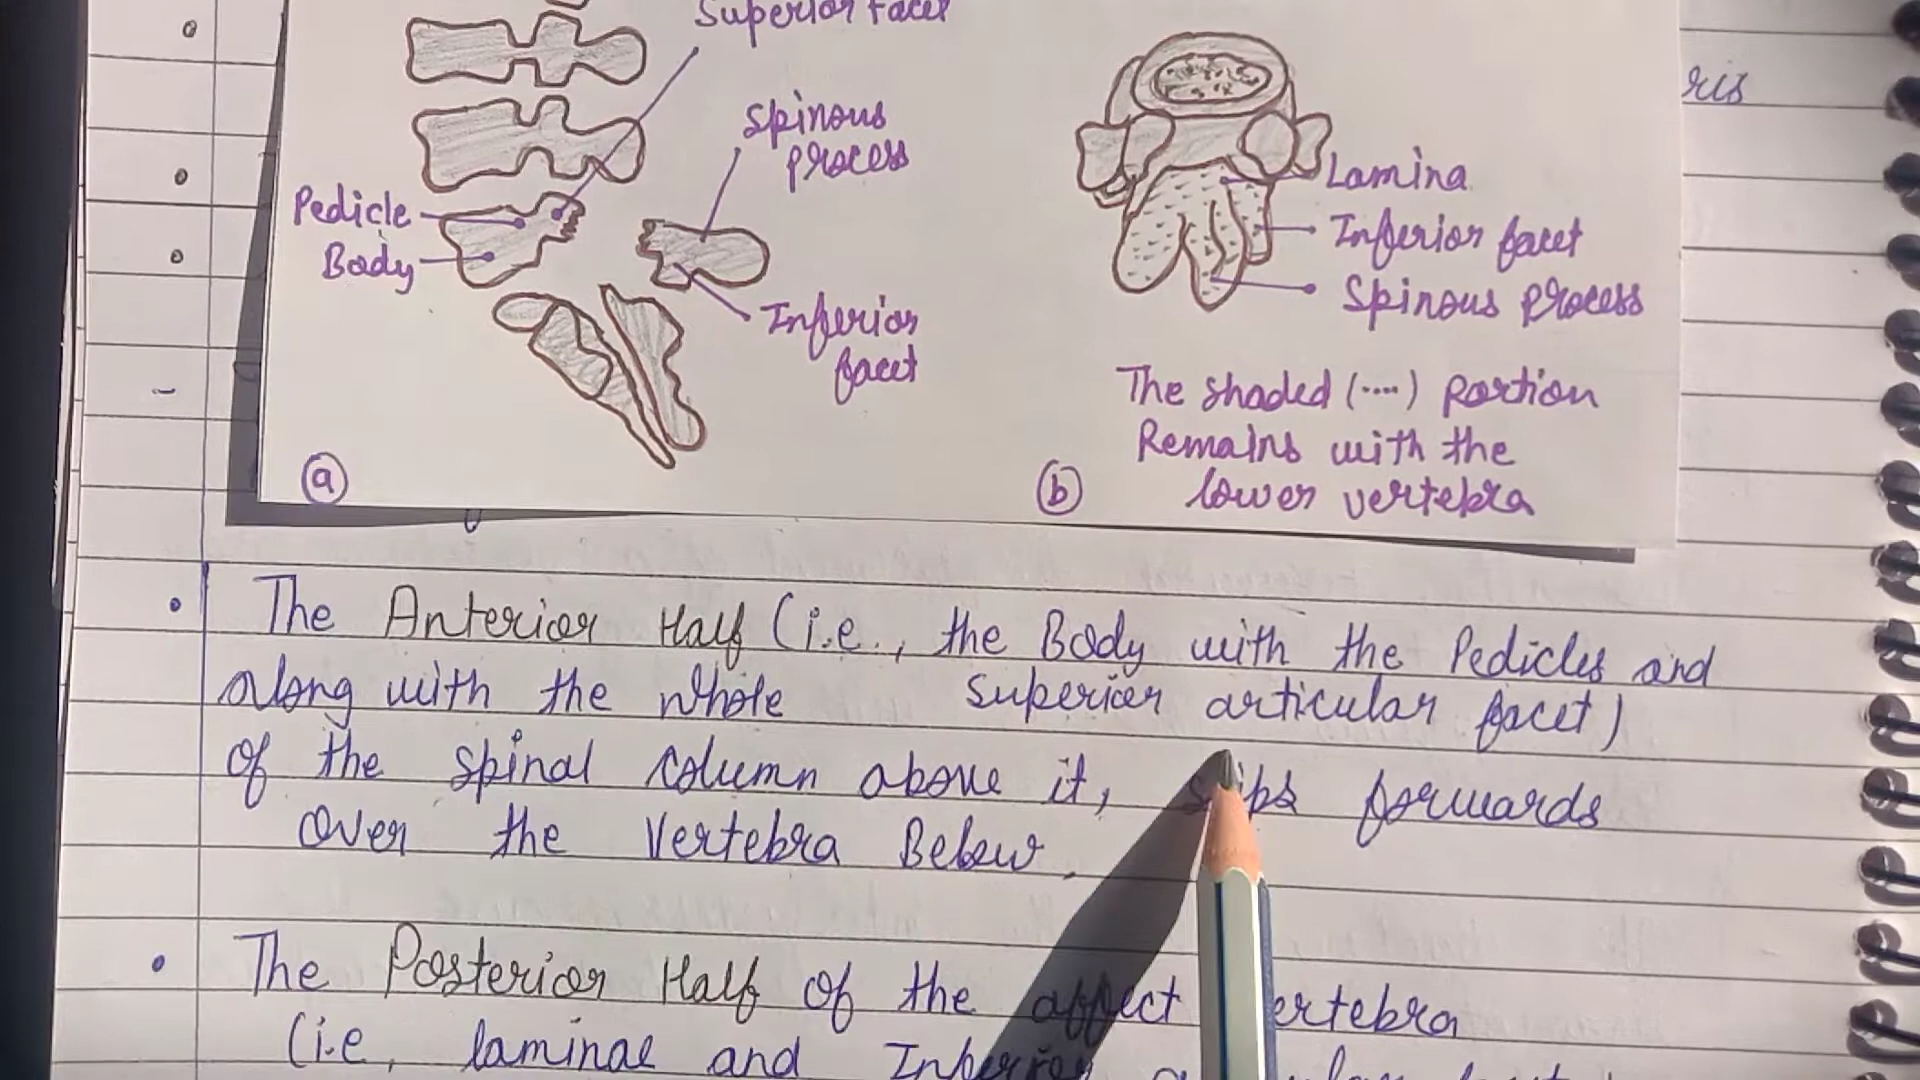 Superior Facet
ris
Spinous
process
Pedicle
Body
Inferior
facet
a
Lamina
Inferior facet
Spinous process
The shaded (....) Portion
Remains with the
lower vertebra
b
The Anterior Half (i.e., the Body with the Pedicles and
along with the whole superior articular facet)
of the spinal column above it, slips forwards
over the vertebra Below.
The Posterior Half of the affect
(i.e, laminae and